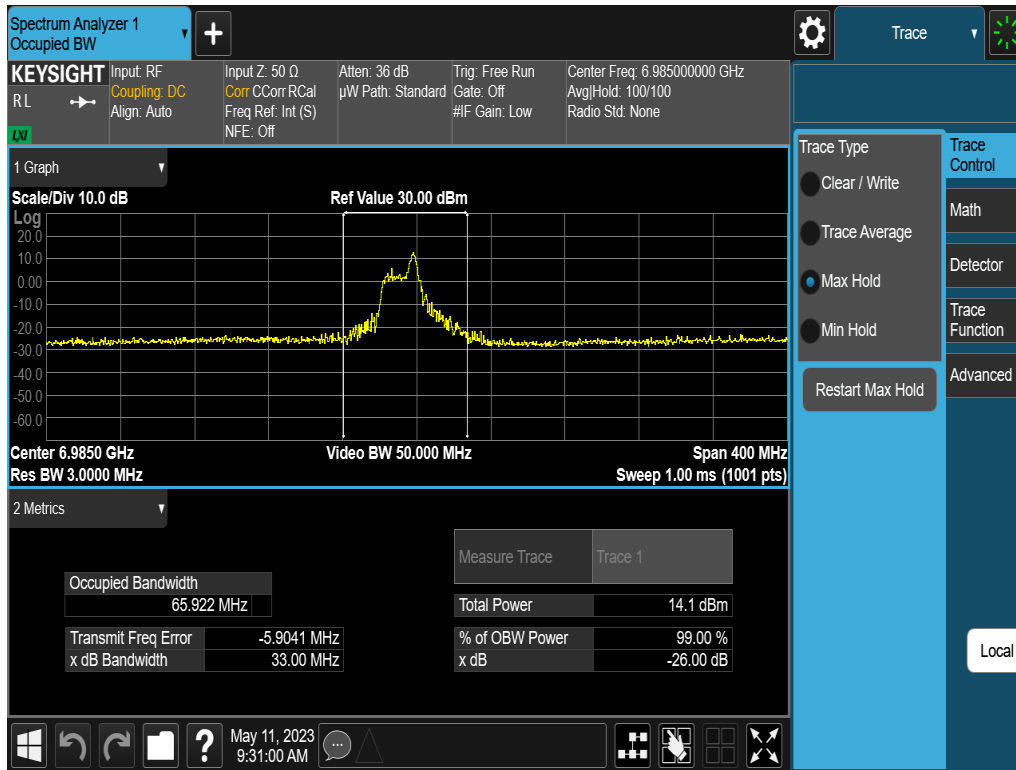 Spectrum Analyzer 1
Occupied BW
+
Trace
KEYSIGHT
R L
LXI
Input: RF
Coupling: DC
Align: Auto
Input Z: 50 Ω
Corr CCorr RCal
Freq Ref: Int (S)
NFE: Off
Atten: 36 dB
µW Path: Standard
Trig: Free Run
Gate: Off
#IF Gain: Low
Center Freq: 6.985000000 GHz
Avg|Hold: 100/100
Radio Std: None
1 Graph
Scale/Div 10.0 dB
Ref Value 30.00 dBm
Log
20.0
10.0
0.00
-10.0
-20.0
-30.0
-40.0
-50.0
-60.0
Center 6.9850 GHz
Video BW 50.000 MHz
Span 400 MHz
Res BW 3.0000 MHz
Sweep 1.00 ms (1001 pts)
2 Metrics
Measure Trace
Trace 1
Occupied Bandwidth
65.922 MHz
Total Power
14.1 dBm
Transmit Freq Error
-5.9041 MHz
% of OBW Power
99.00 %
x dB Bandwidth
33.00 MHz
x dB
-26.00 dB
Trace Type
Clear / Write
Trace Average
Max Hold
Min Hold
Restart Max Hold
Trace
Control
Math
Detector
Trace
Function
Advanced
Local
?
May 11, 2023
9:31:00 AM